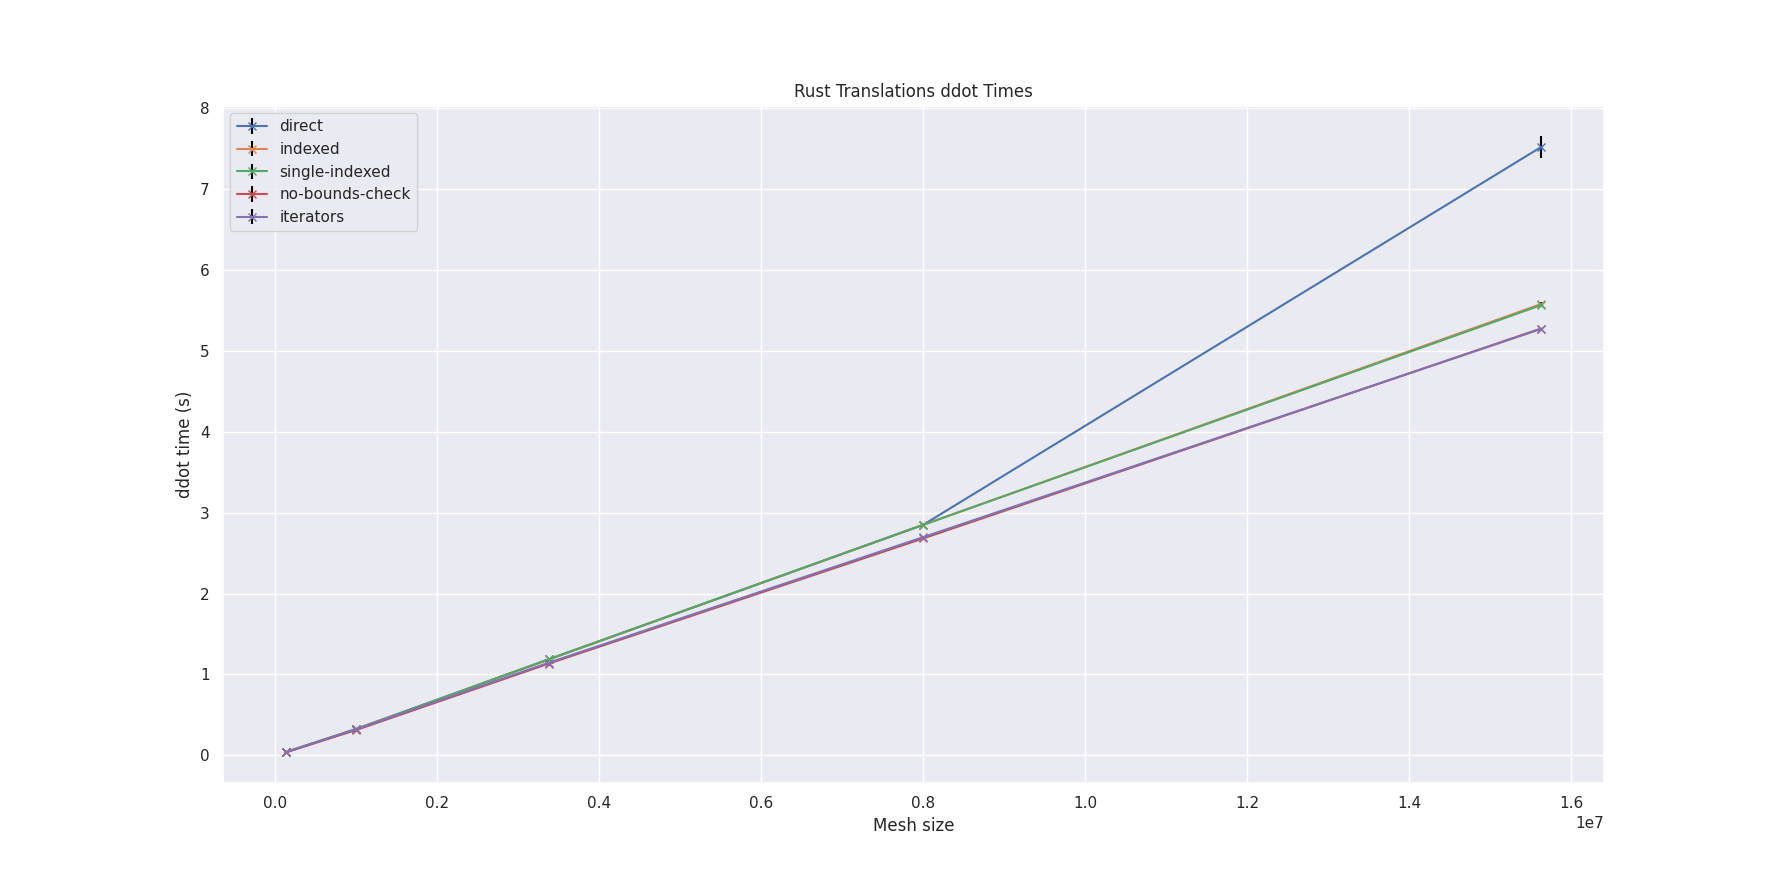 Rust Translations ddot Times
8
7
6
5
4
3
2
1
0
ddot time (s)
direct
indexed
single-indexed
no-bounds-check
iterators
0.0 0.2 0.4 0.6 0.8 1.0 1.2 1.4 1.6
1e7
Mesh size